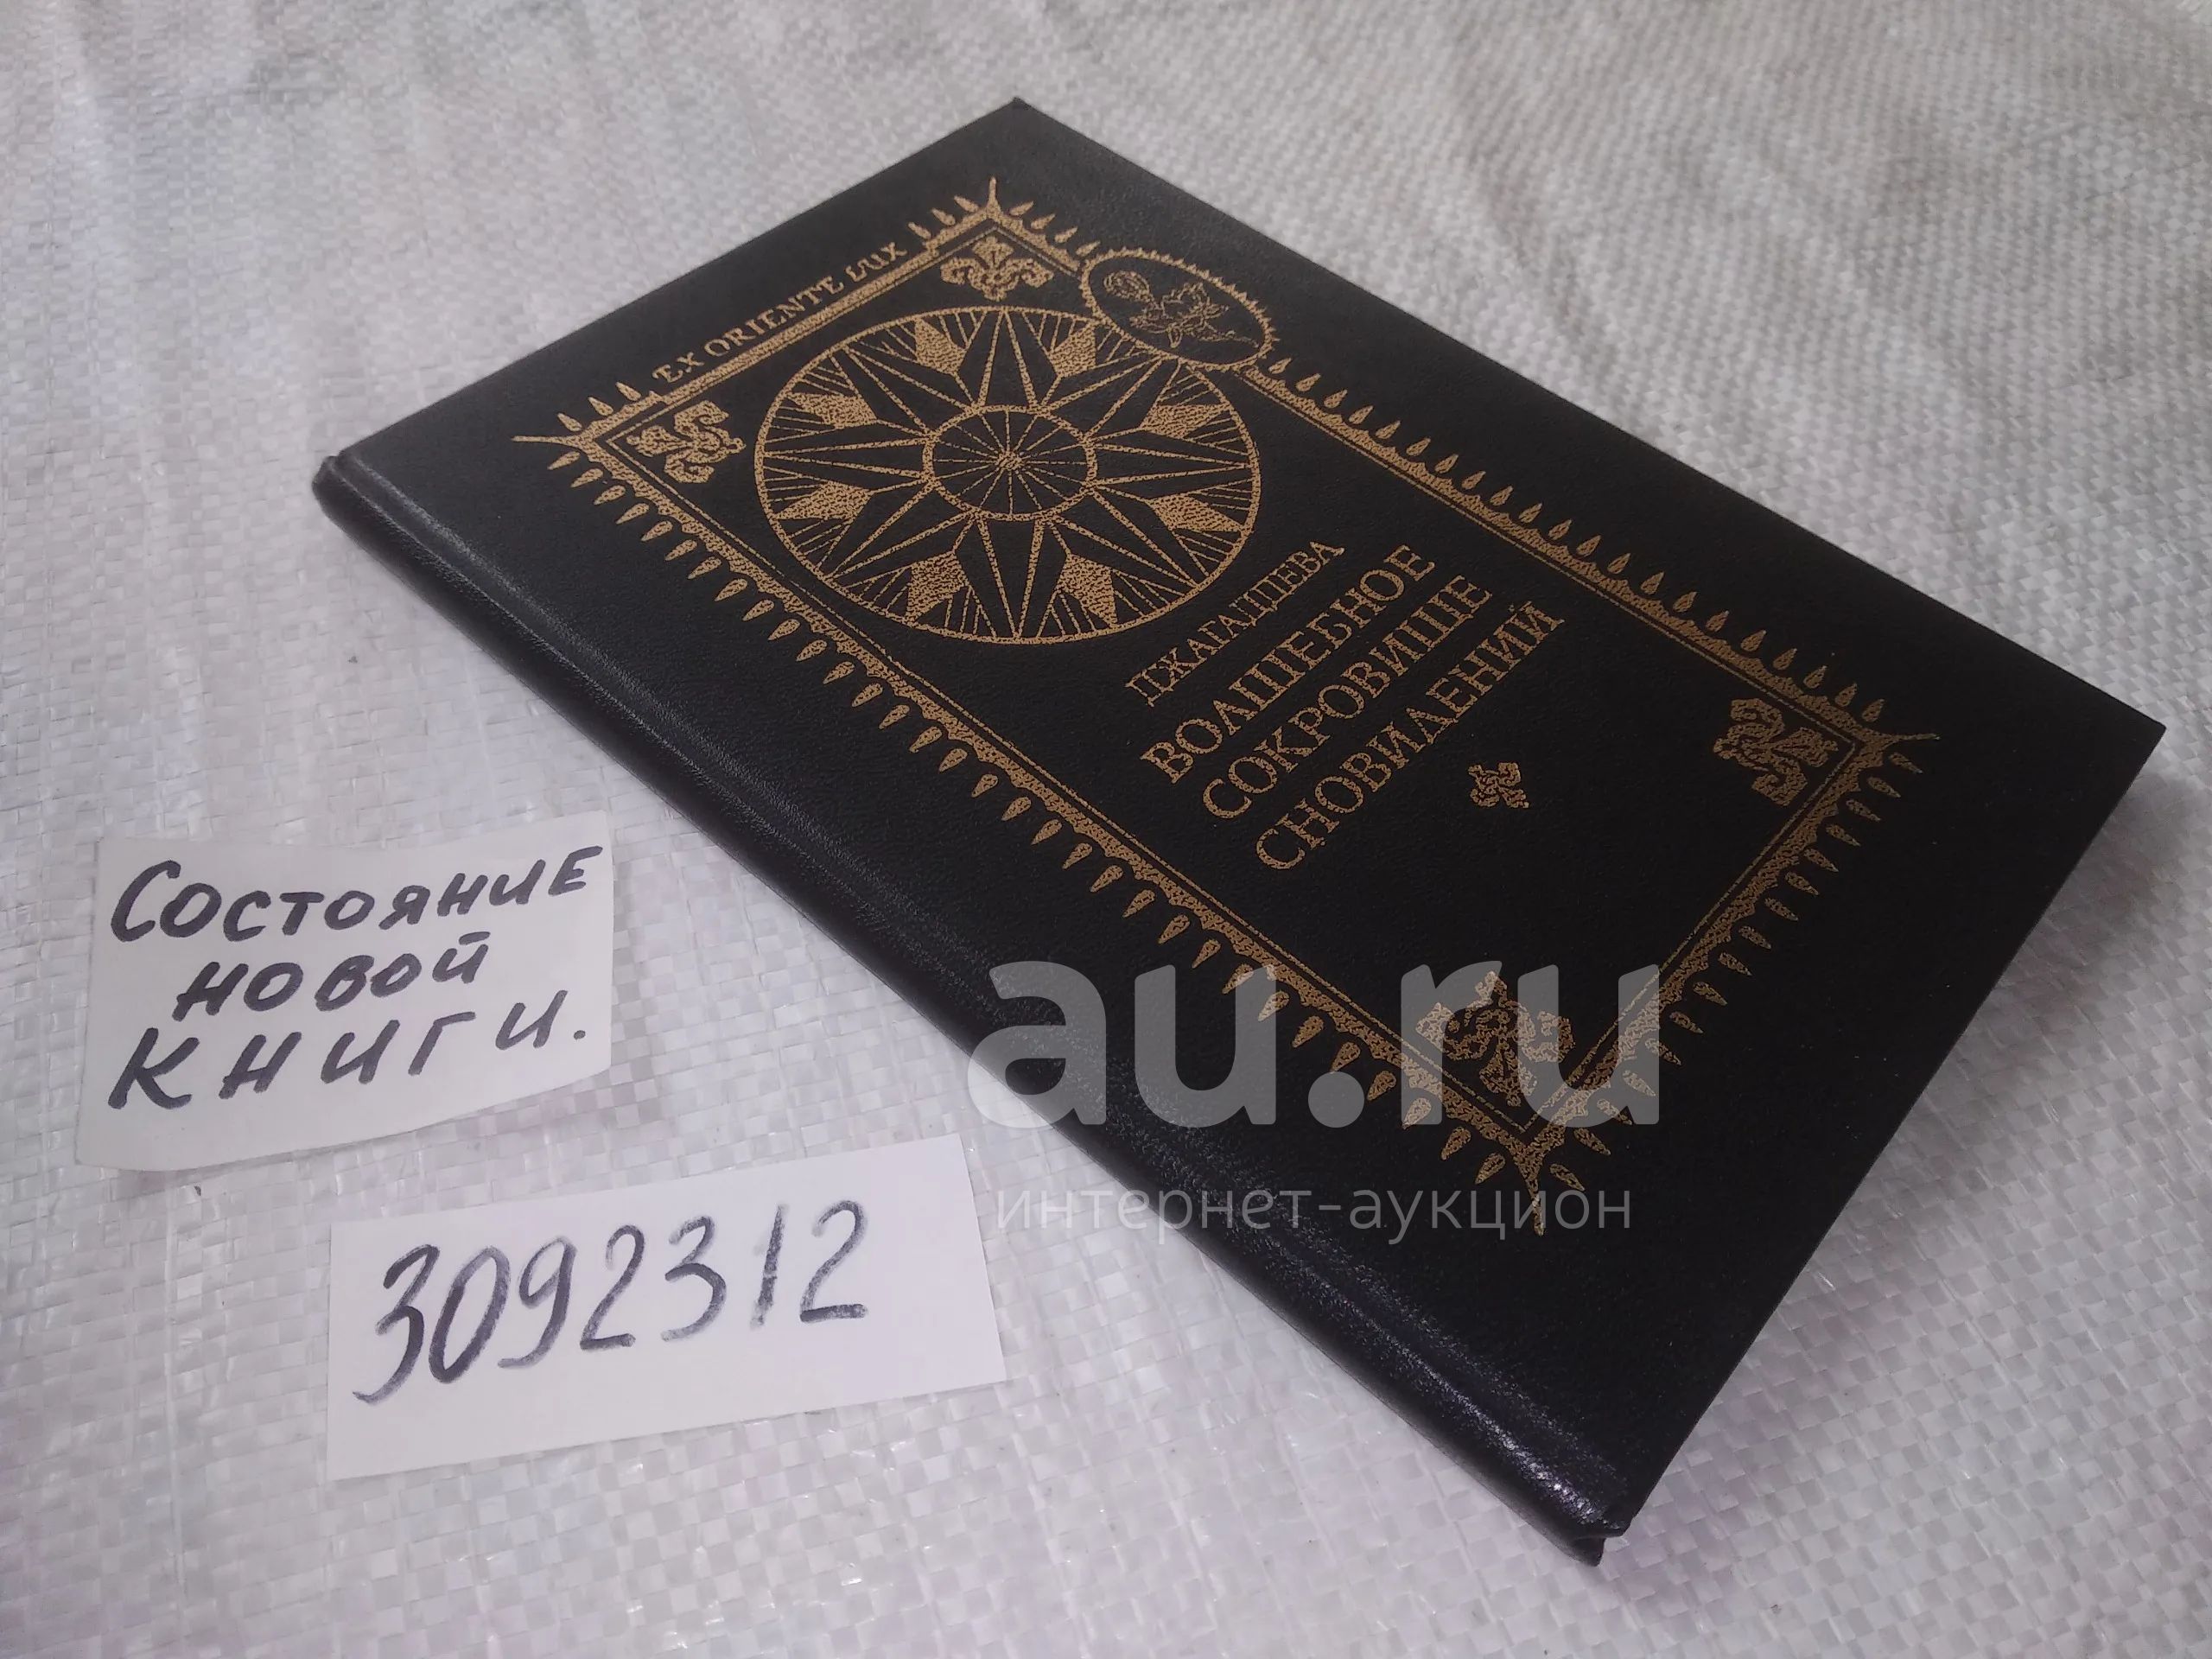 EX ORIENTE LUX
ДЖАГАДДЕВА
ВОЛШЕБНОЕ
СОКРОВИЩЕ
СНОВИДЕНИЙ
Состояние
новой
книги.
3092312
au.ru
интернет-аукцион